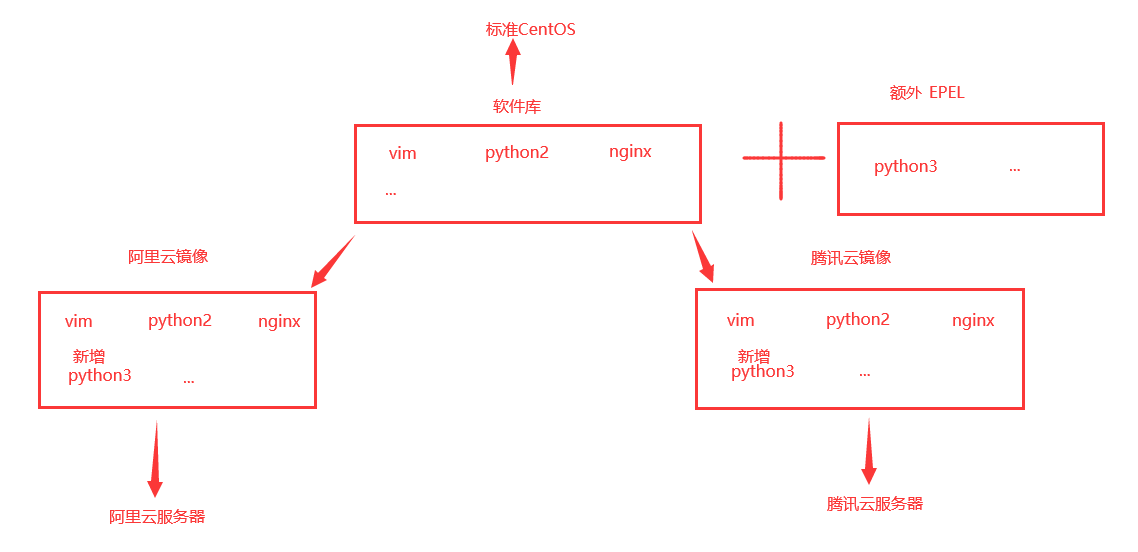 标准CentOS
软件库
额外 EPEL
vim python2 nginx
...
python3 ...
阿里云镜像
腾讯云镜像
vim python2 nginx
新增
python3 ...
vim python2 nginx
新增
python3 ...
阿里云服务器
腾讯云服务器